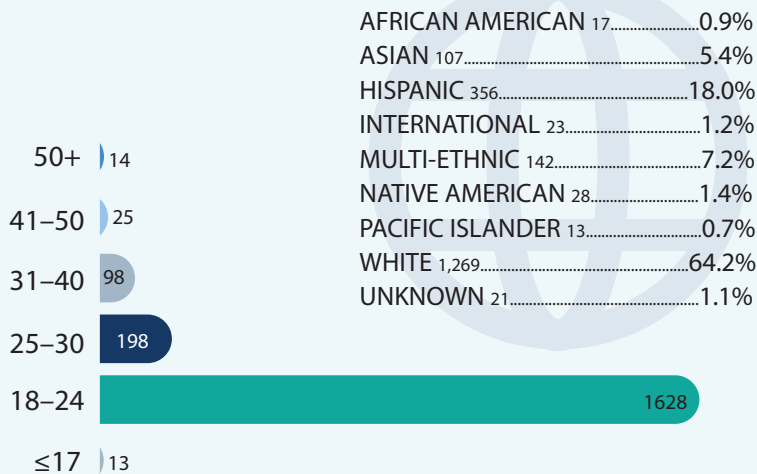 AFRICAN AMERICAN 17 0.9%
ASIAN 107 5.4%
HISPANIC 356 18.0%
INTERNATIONAL 23 1.2%
MULTI-ETHNIC 142 7.2%
NATIVE AMERICAN 28 1.4%
PACIFIC ISLANDER 13 0.7%
WHITE 1,269 64.2%
UNKNOWN 21 1.1%
50+ 14
41–50 25
31–40 98
25–30 198
18–24 1628
≤17 13